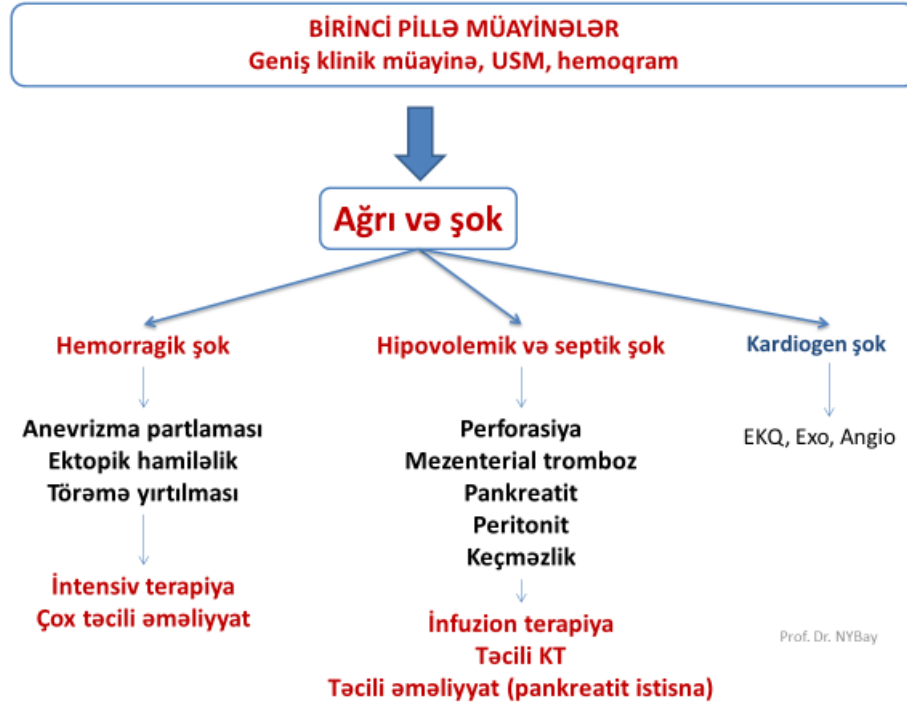 BİRİNCİ PİLLƏ MÜAYİNƏLƏR
Geniş klinik müayinə, USM, hemoqram
Ağrı və şok
Hemorragik şok
Anevrizma partlaması
Ektopik hamiləlik
Törəmə yırtılması
İntensiv terapiya
Çox təcili əməliyyat
Hipovolemik və septik şok
Perforasiya
Mezenterial tromboz
Pankreatit
Peritonit
Keçməzlik
İnfuzion terapiya
Təcili KT
Təcili əməliyyat (pankreatit istisna)
Kardiogen şok
EKQ, Exo, Angio
Prof. Dr. NYBay